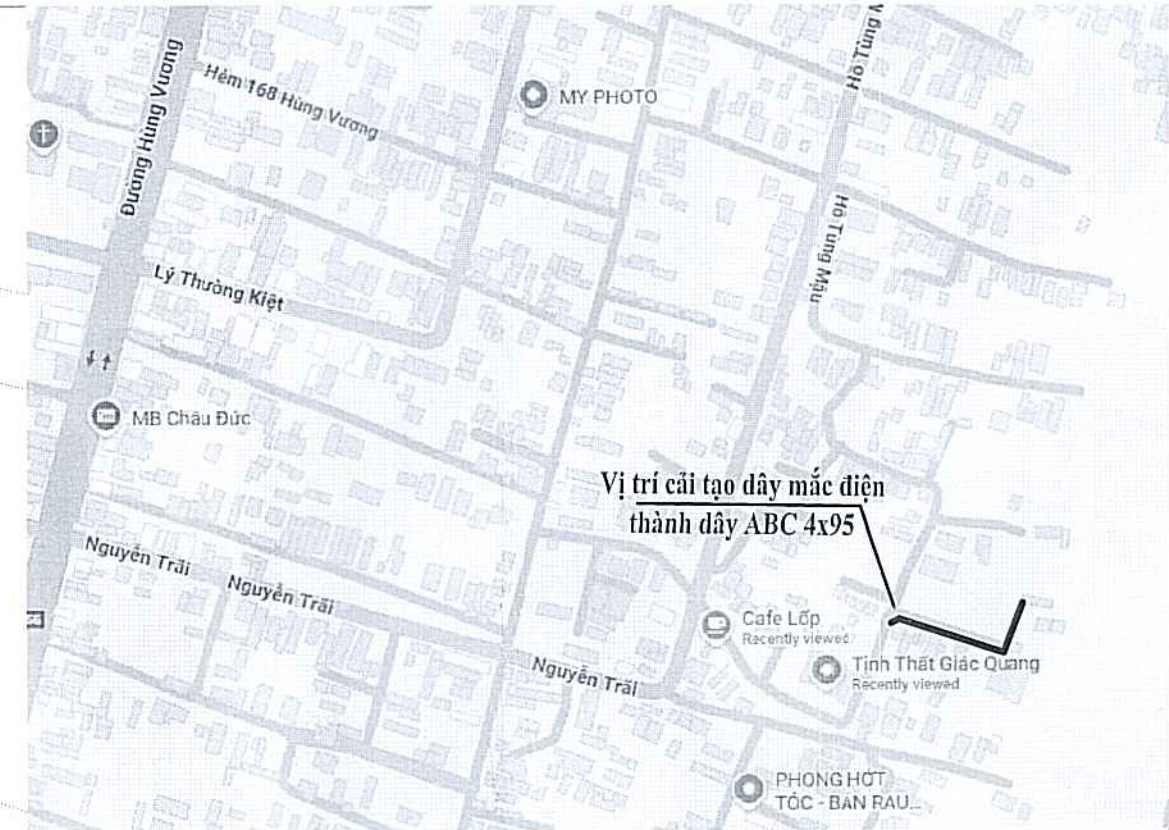 Đường Hùng Vương
Hẻm 168 Hùng Vương
MY PHOTO
Hồ Tùng M
Hồ Tùng Mậu
Lý Thường Kiệt
MB Châu Đức
Vị trí cải tạo dây mắc điện
thành dây ABC 4x95
Nguyễn Trãi
Nguyễn Trãi
Nguyễn Trãi
Cafe Lốp
Recently viewed
Tịnh Thất Giác Quang
Recently viewed
PHONG HỚT
TÓC - BAN RAU...